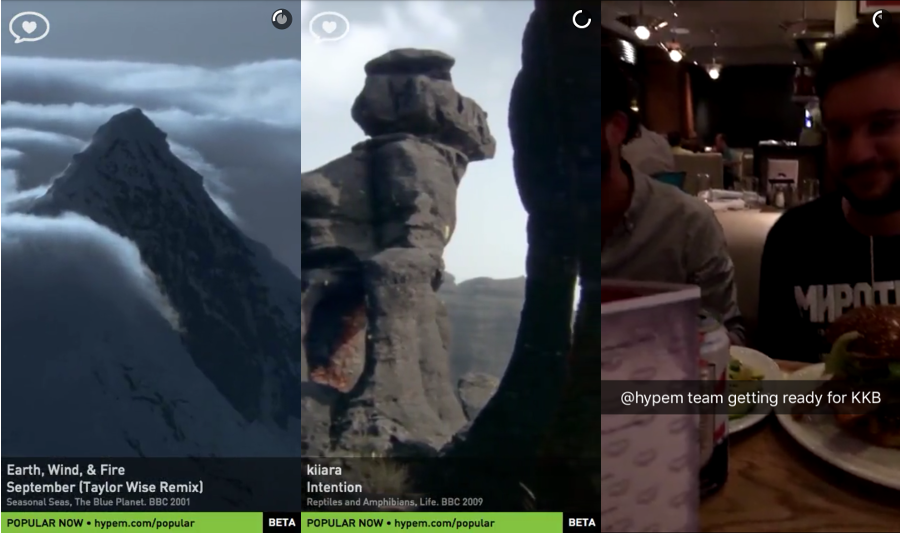 Earth, Wind, & Fire
September (Taylor Wise Remix)
Seasonal Seas, The Blue Planet. BBC 2001
POPULAR NOW • hypem.com/popular
BETA
kiiara
Intention
Reptiles and Amphibians, Life. BBC 2009
POPULAR NOW • hypem.com/popular
BETA
@hypem team getting ready for KKB